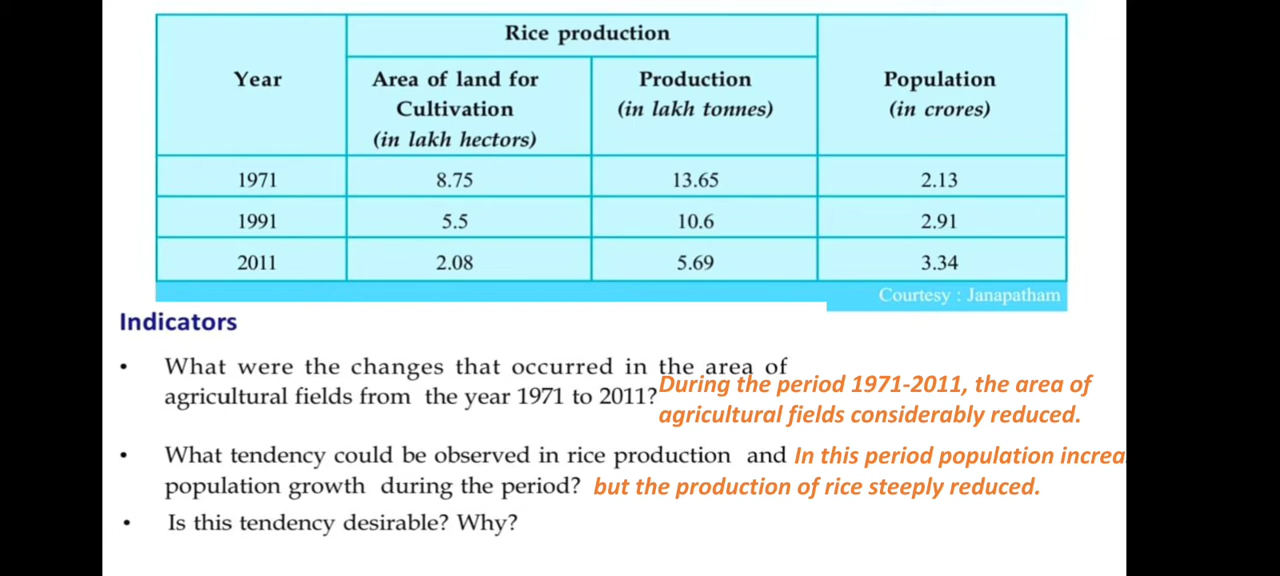 Rice production
Year
Area of land for
Cultivation
(in lakh hectors)
Production
(in lakh tonnes)
Population
(in crores)
1971 8.75 13.65 2.13
1991 5.5 10.6 2.91
2011 2.08 5.69 3.34
Courtesy : Janapatham
Indicators
• What were the changes that occurred in the area of
agricultural fields from the year 1971 to 2011?
During the period 1971-2011, the area of
agricultural fields considerably reduced.
• What tendency could be observed in rice production and In this period population increa
population growth during the period? but the production of rice steeply reduced.
• Is this tendency desirable? Why?